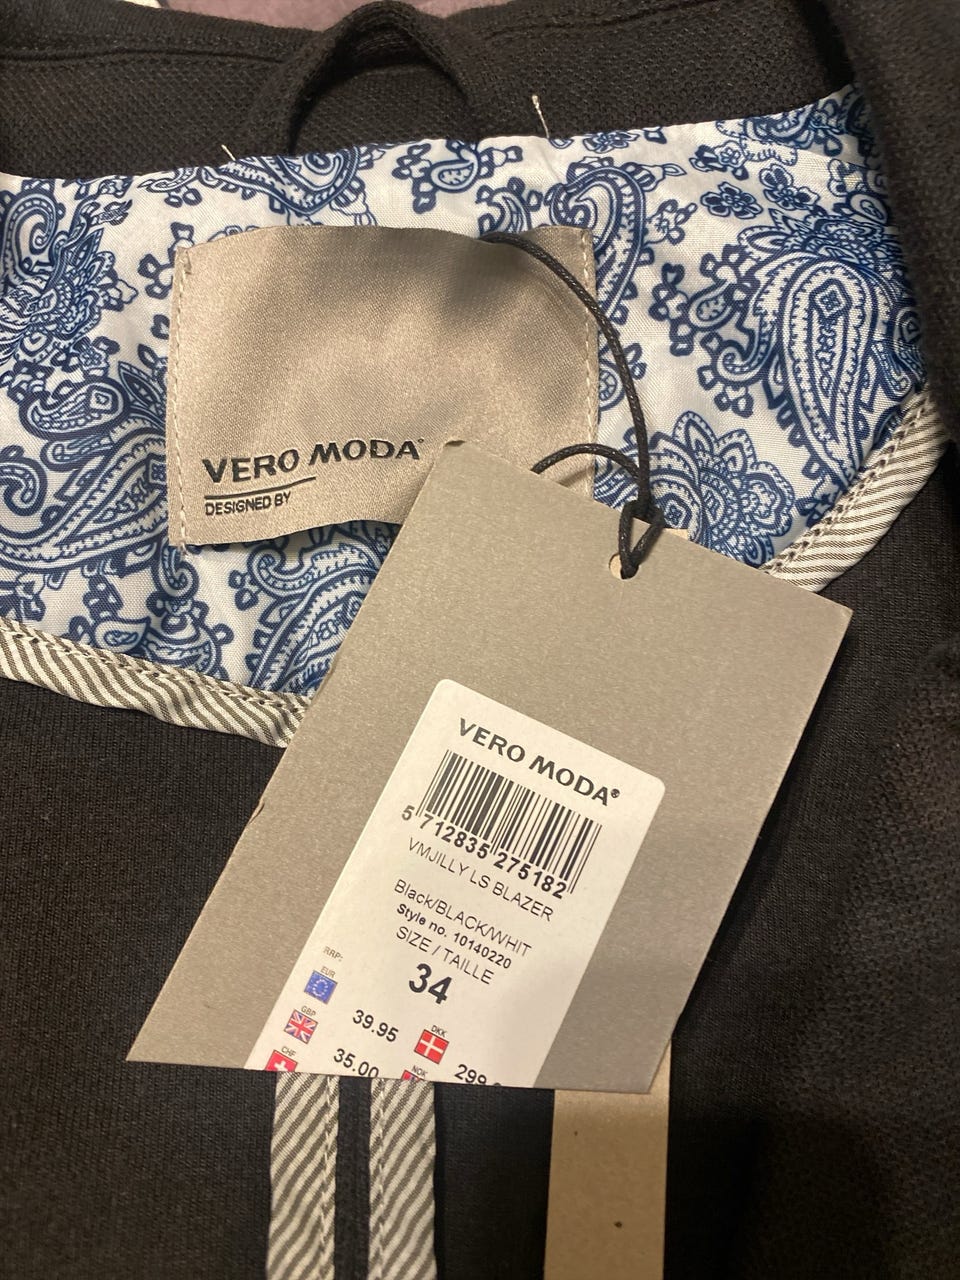 VERO MODA®
DESIGNED BY
VERO MODA®
5 712835 275182
VMJILLY LS BLAZER
Black/BLACK/WHIT
Style no. 10140220
SIZE / TAILLE
34
RRP:
EUR
39.95
DKK
299
GBP
35.00
NOK
CHF